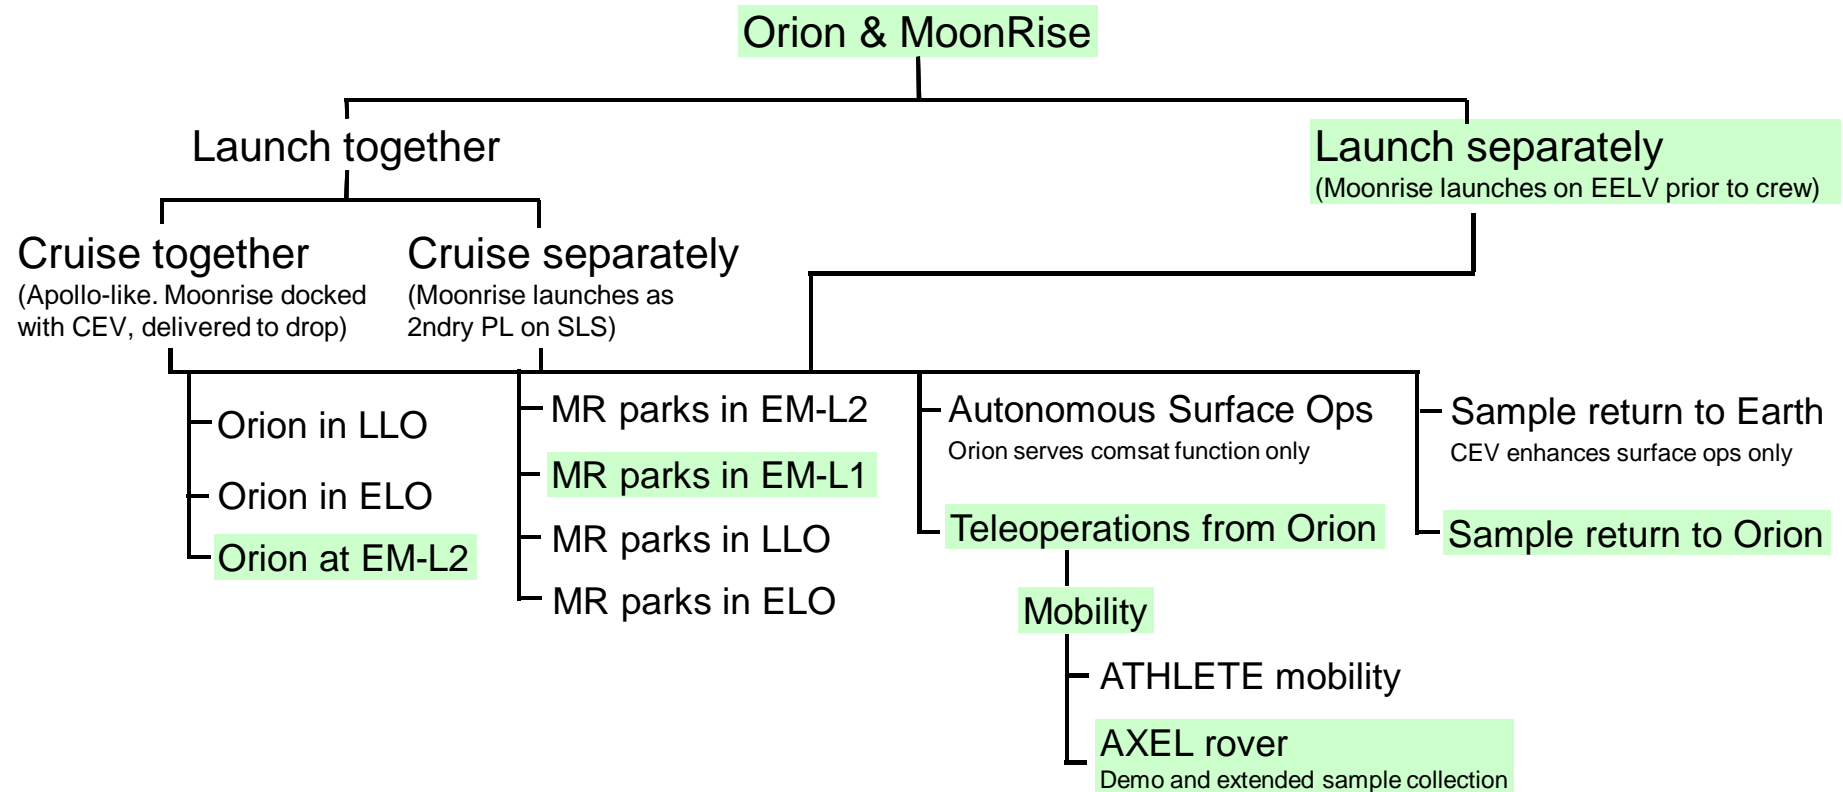 Orion & MoonRise
Launch together
Launch separately
(Moonrise launches on EELV prior to crew)
Cruise together
(Apollo-like. Moonrise docked
with CEV, delivered to drop)
Cruise separately
(Moonrise launches as
2ndry PL on SLS)
Orion in LLO
Orion in ELO
Orion at EM-L2
MR parks in EM-L2
MR parks in EM-L1
MR parks in LLO
MR parks in ELO
Autonomous Surface Ops
Orion serves comsat function only
Teleoperations from Orion
Mobility
ATHLETE mobility
AXEL rover
Demo and extended sample collection
Sample return to Earth
CEV enhances surface ops only
Sample return to Orion